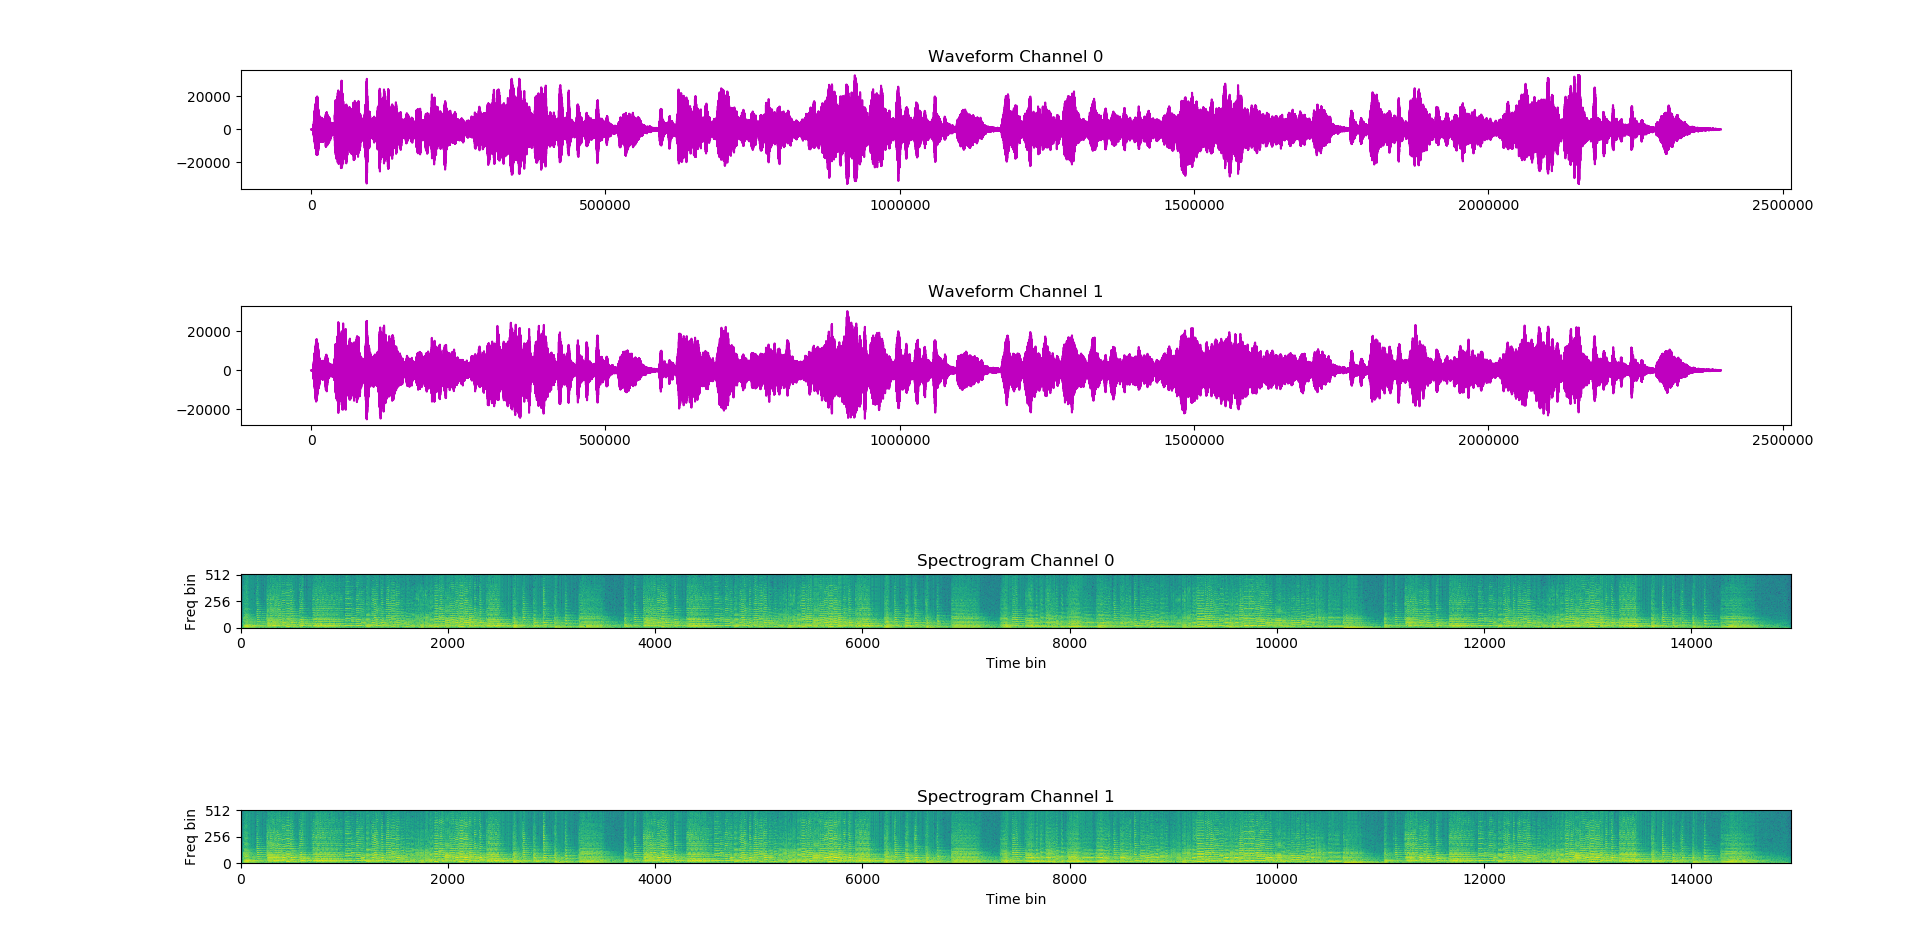 Waveform Channel 0
20000
0
−20000
0 500000 1000000 1500000 2000000 2500000
Waveform Channel 1
20000
0
−20000
0 500000 1000000 1500000 2000000 2500000
Spectrogram Channel 0
Freq bin
512
256
0
0 2000 4000 6000 8000 10000 12000 14000
Time bin
Spectrogram Channel 1
Freq bin
512
256
0
0 2000 4000 6000 8000 10000 12000 14000
Time bin